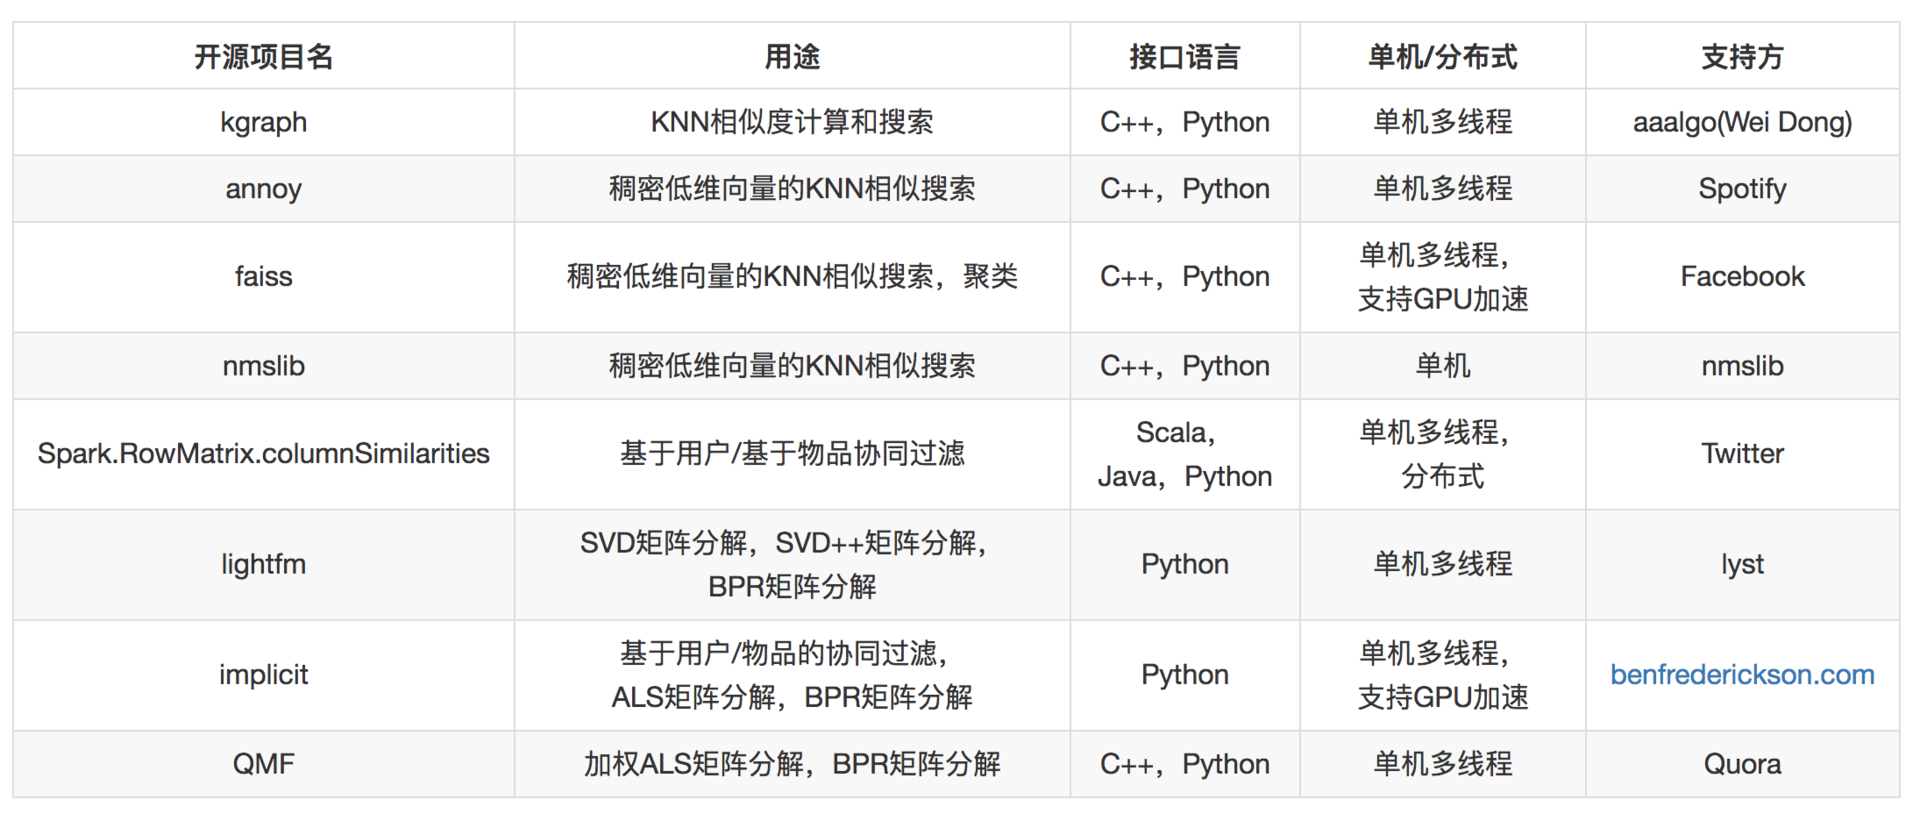 开源项目名 用途 接口语言 单机/分布式 支持方
kgraph KNN相似度计算和搜索 C++，Python 单机多线程 aaalgo(Wei Dong)
annoy 稠密低维向量的KNN相似搜索 C++，Python 单机多线程 Spotify
faiss 稠密低维向量的KNN相似搜索，聚类 C++，Python 单机多线程，
支持GPU加速 Facebook
nmslib 稠密低维向量的KNN相似搜索 C++，Python 单机 nmslib
Spark.RowMatrix.columnSimilarities 基于用户/基于物品协同过滤 Scala，
Java，Python 单机多线程，
分布式 Twitter
lightfm SVD矩阵分解，SVD++矩阵分解，
BPR矩阵分解 Python 单机多线程 lyst
implicit 基于用户/物品的协同过滤，
ALS矩阵分解，BPR矩阵分解 Python 单机多线程，
支持GPU加速 benfrederickson.com
QMF 加权ALS矩阵分解，BPR矩阵分解 C++，Python 单机多线程 Quora